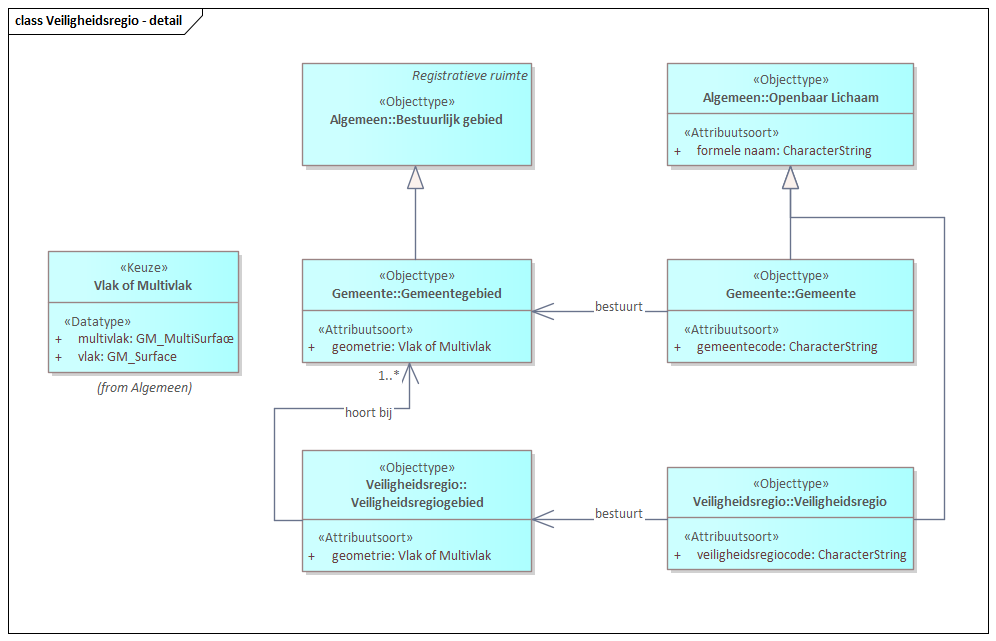 class Veiligheidsregio - detail
Registratieve ruimte
«Objecttype»
Algemeen::Bestuurlijk gebied
«Objecttype»
Algemeen::Openbaar Lichaam
«Attribuutsoort»
+ formele naam: CharacterString
«Keuze»
Vlak of Multivlak
«Datatype»
+ multivlak: GM_MultiSurface
+ vlak: GM_Surface
(from Algemeen)
«Objecttype»
Gemeente::Gemeentegebied
«Attribuutsoort»
+ geometrie: Vlak of Multivlak
bestuurt
«Objecttype»
Gemeente::Gemeente
«Attribuutsoort»
+ gemeentecode: CharacterString
1..*
hoort bij
«Objecttype»
Veiligheidsregio::
Veiligheidsregiogebied
«Attribuutsoort»
+ geometrie: Vlak of Multivlak
bestuurt
«Objecttype»
Veiligheidsregio::Veiligheidsregio
«Attribuutsoort»
+ veiligheidsregiocode: CharacterString